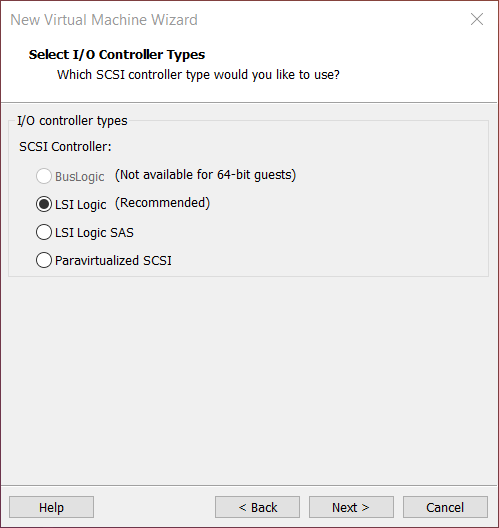 New Virtual Machine Wizard
Select I/O Controller Types
Which SCSI controller type would you like to use?
I/O controller types
SCSI Controller:
BusLogic (Not available for 64-bit guests)
LSI Logic (Recommended)
LSI Logic SAS
Paravirtualized SCSI
Help < Back Next > Cancel